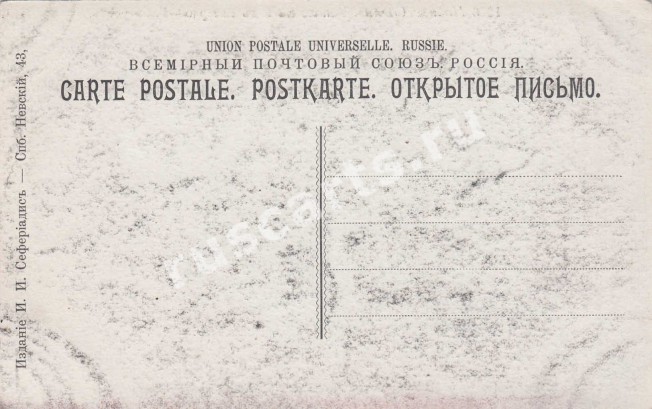 UNION POSTALE UNIVERSELLE. RUSSIE.
ВСЕМІРНЫЙ ПОЧТОВЫЙ СОЮЗЪ. РОССІЯ.
CARTE POSTALE. POSTKARTE. ОТКРЫТОЕ ПИСЬМО.
Изданіе И. И. Сеферіадисъ — Спб. Невскій, 43,
ruscarts.ru